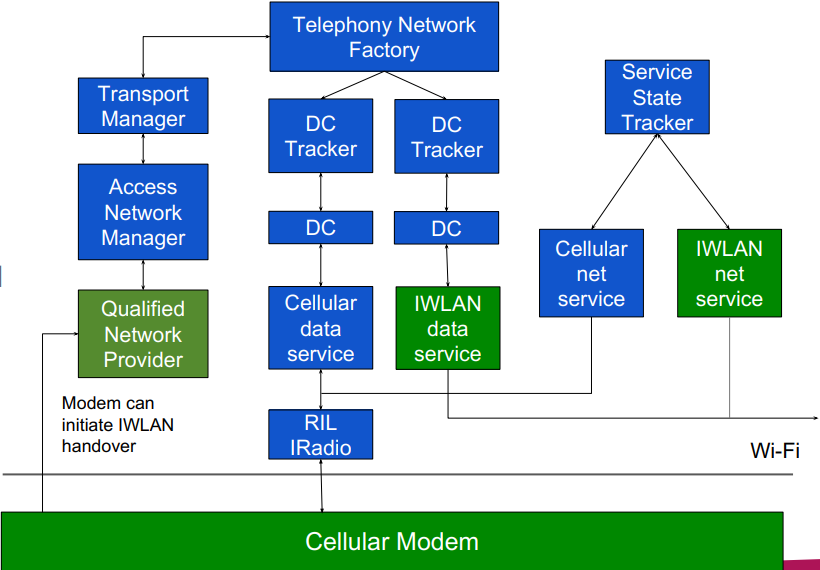 Telephony Network
Factory
Transport
Manager
DC
Tracker
DC
Tracker
Service
State
Tracker
Access
Network
Manager
DC
DC
Cellular
net
service
IWLAN
net
service
Qualified
Network
Provider
Cellular
data
service
IWLAN
data
service
Modem can
initiate IWLAN
handover
RIL
IRadio
Wi-Fi
Cellular Modem